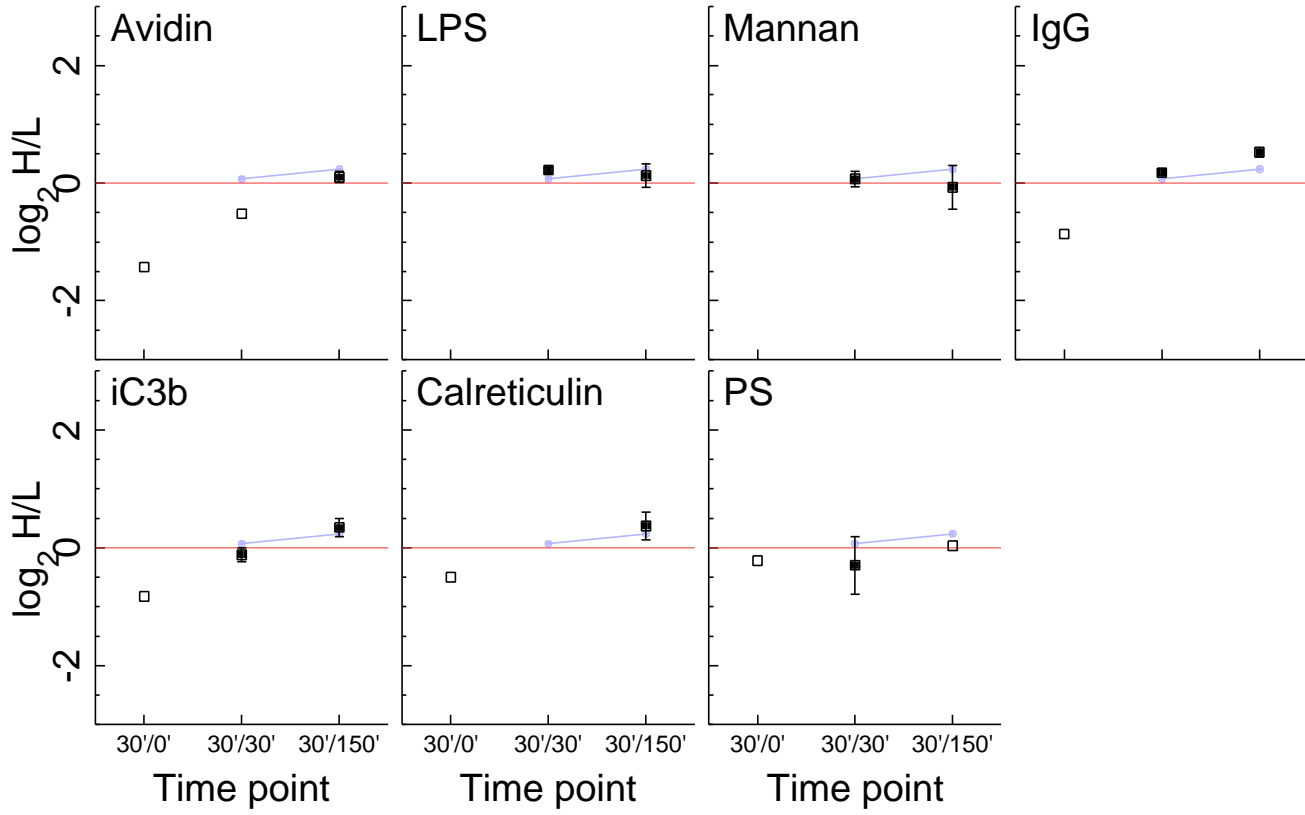 Avidin LPS Mannan IgG
2
0
-2
log2 H/L
iC3b Calreticulin PS
2
0
-2
log2 H/L
30'/0' 30'/30' 30'/150' 30'/0' 30'/30' 30'/150' 30'/0' 30'/30' 30'/150'
Time point Time point Time point